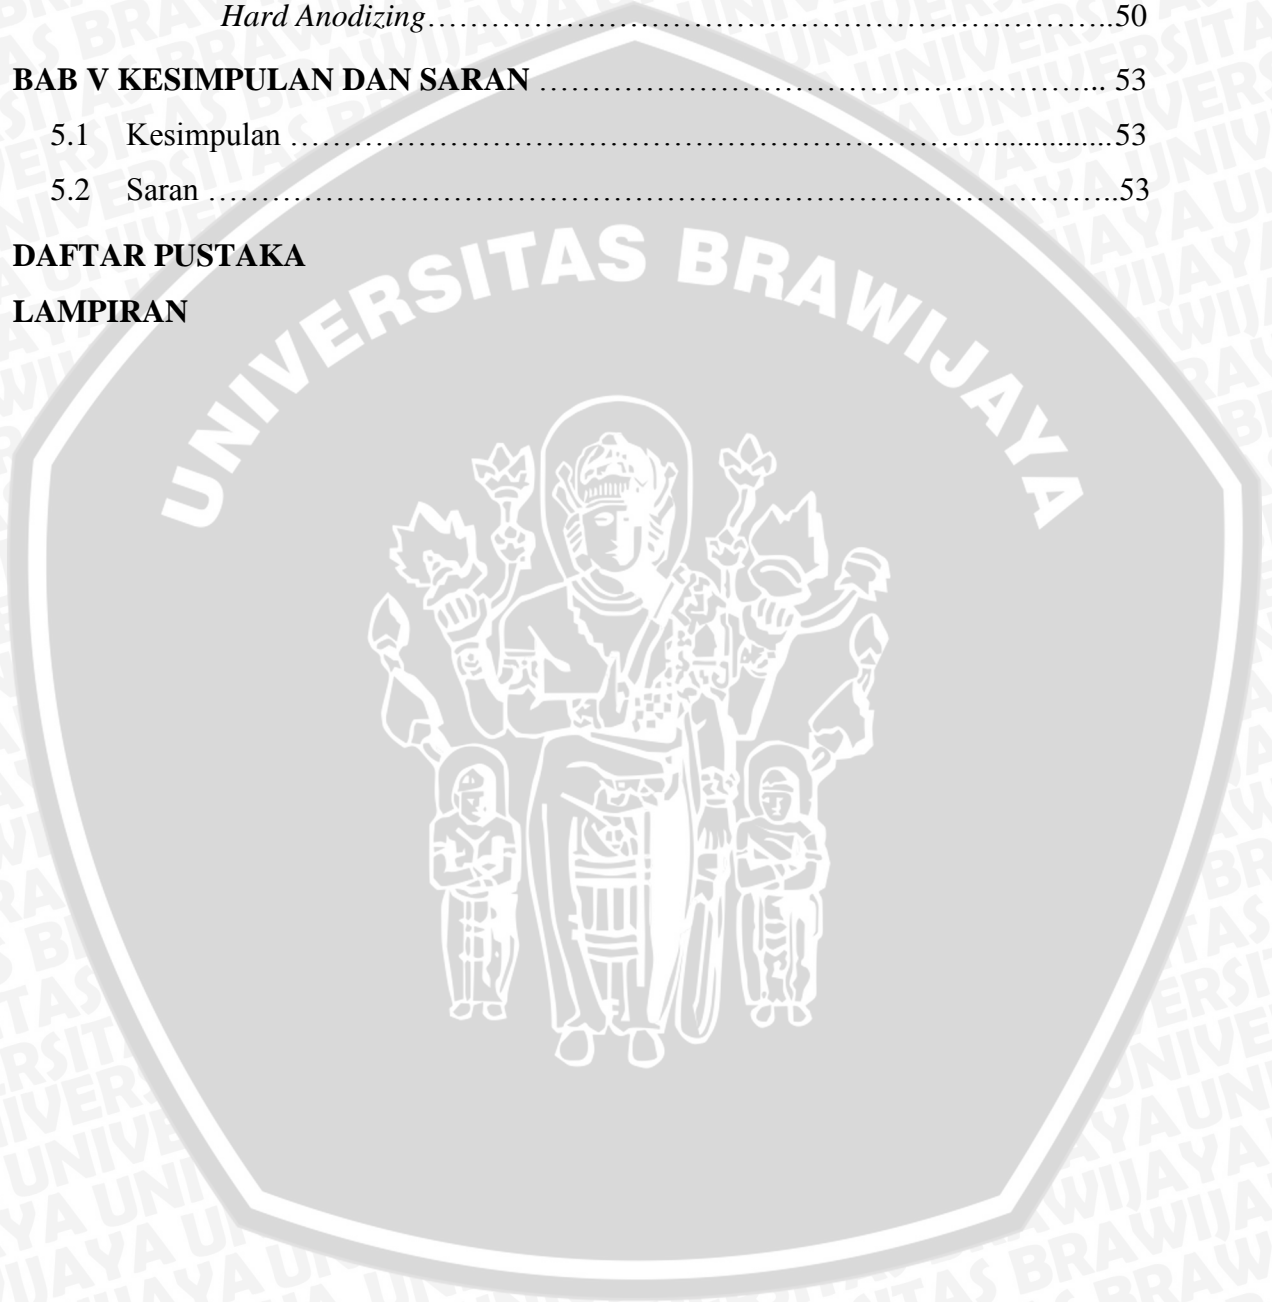 Hard Anodizing……………………………………………………………………..50
BAB V KESIMPULAN DAN SARAN ……………………………………………….. 53
5.1 Kesimpulan …………………………………………………………...............53
5.2 Saran …………………………………………………………………………..53
DAFTAR PUSTAKA
LAMPIRAN
UNIVERSITAS BRAWIJAYA